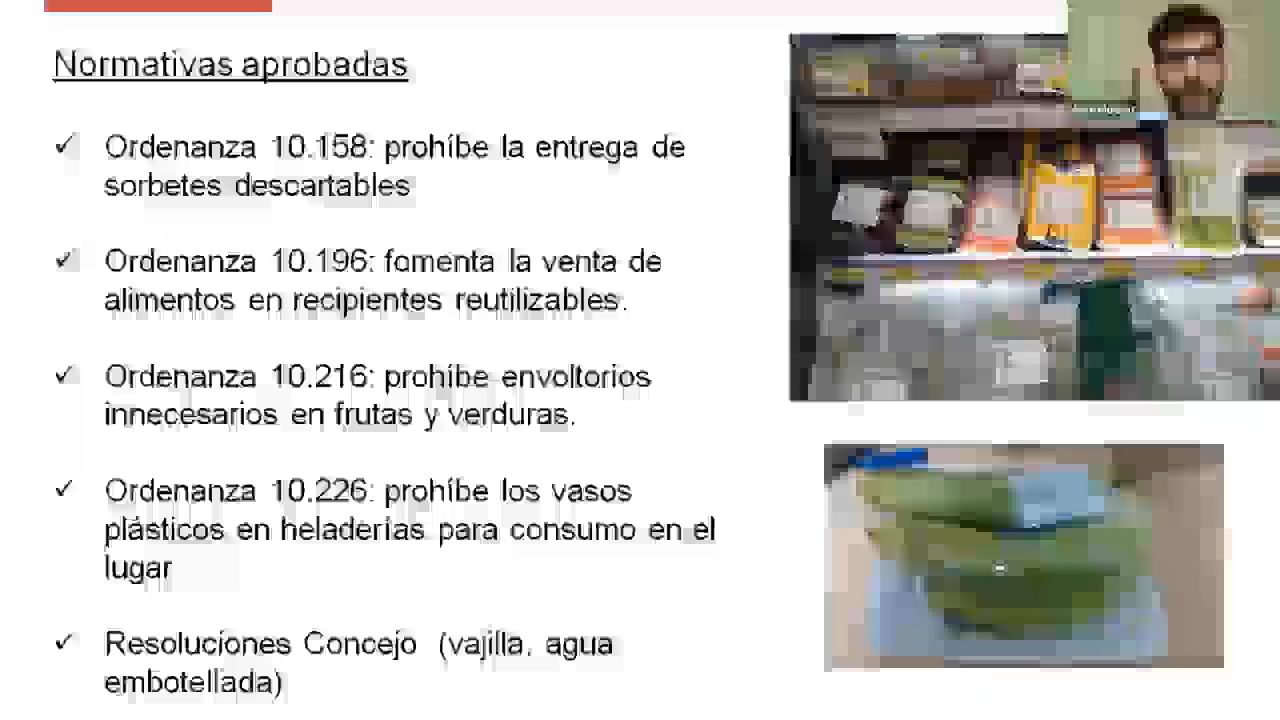 Normativas aprobadas
✓ Ordenanza 10.158: prohíbe la entrega de
sorbetes descartables
✓ Ordenanza 10.196: fomenta la venta de
alimentos en recipientes reutilizables.
✓ Ordenanza 10.216: prohíbe envoltorios
innecesarios en frutas y verduras.
✓ Ordenanza 10.226: prohíbe los vasos
plásticos en heladerías para consumo en el
lugar
✓ Resoluciones Concejo (vajilla, agua
embotellada)